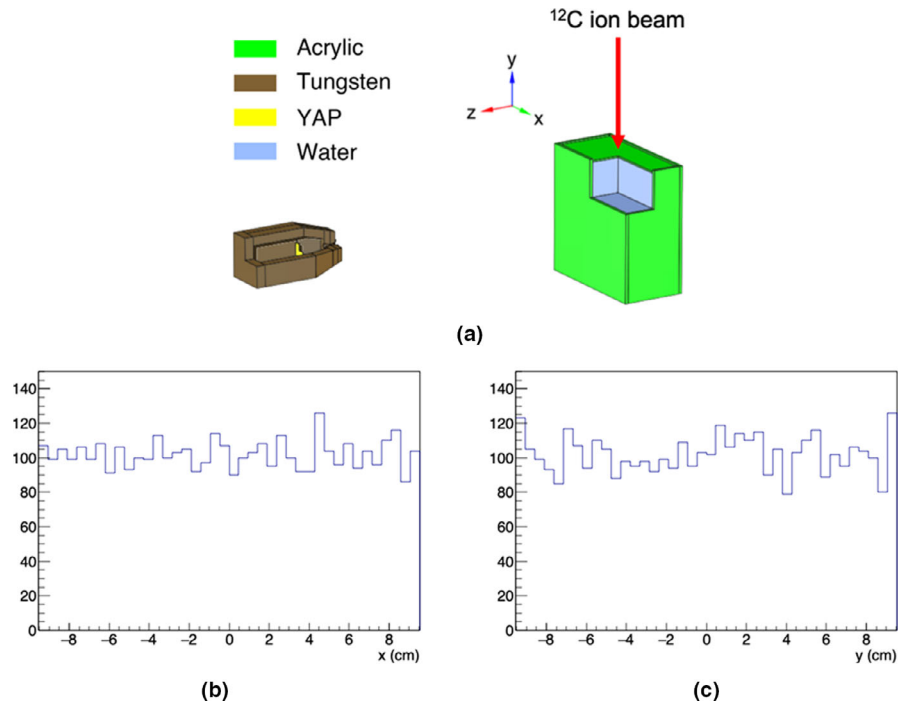 ¹²C ion beam
Acrylic
Tungsten
YAP
Water
y
z
x
(a)
140
120
100
80
60
40
20
0
−8 −6 −4 −2 0 2 4 6 8
x (cm)
(b)
140
120
100
80
60
40
20
0
−8 −6 −4 −2 0 2 4 6 8
y (cm)
(c)